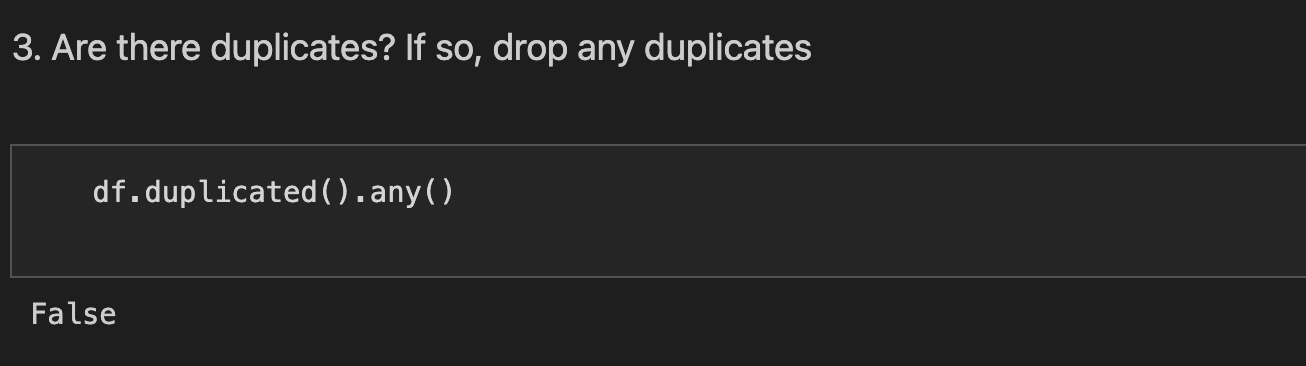 3. Are there duplicates? If so, drop any duplicates
df.duplicated().any()
False